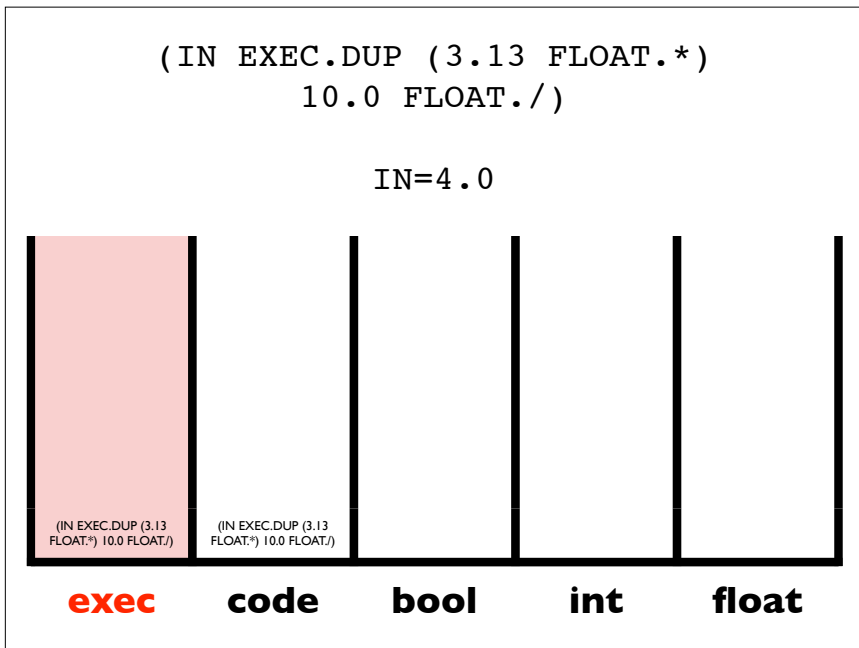 (IN EXEC.DUP (3.13 FLOAT.*)
10.0 FLOAT./)
IN=4.0
(IN EXEC.DUP (3.13
FLOAT.*) 10.0 FLOAT./)
(IN EXEC.DUP (3.13
FLOAT.*) 10.0 FLOAT./)
exec code bool int float